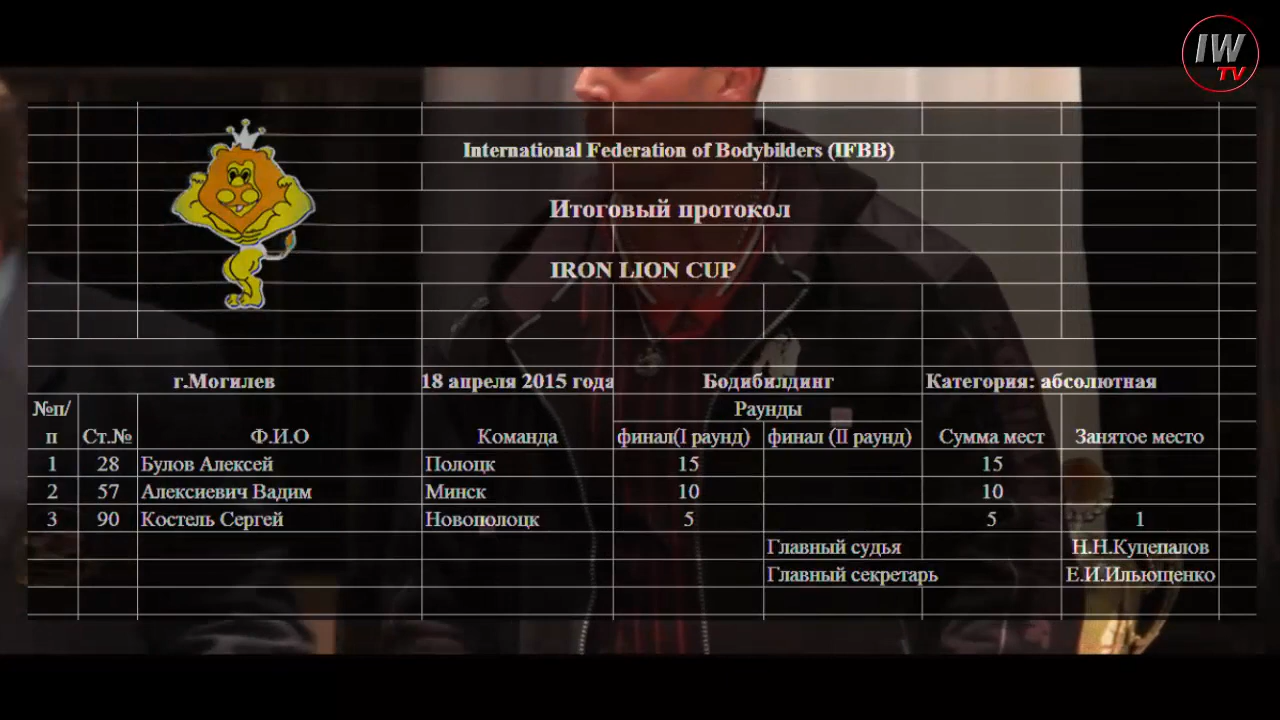 IW
TV
International Federation of Bodybilders (IFBB)
Итоговый протокол
IRON LION CUP
г.Могилев 18 апреля 2015 года Бодибилдинг Категория: абсолютная
№п/п Ст.№ Ф.И.О Команда Раунды Сумма мест Занятое место
финал(I раунд) финал (II раунд)
1 28 Булов Алексей Полоцк 15 15
2 57 Алексиевич Вадим Минск 10 10
3 90 Костель Сергей Новополоцк 5 5 1
Главный судья Н.Н.Куцепалов
Главный секретарь Е.И.Ильющенко